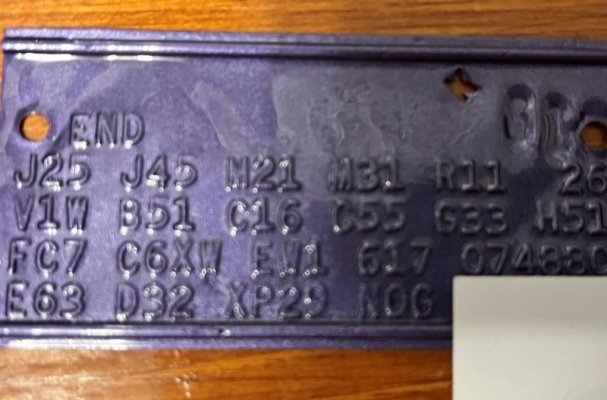 END
J25 J45 M21 M31 R11 26
V1W B51 C16 C55 G33 H51
FC7 C6XW EW1 617 074880
E63 D32 XP29 N0G